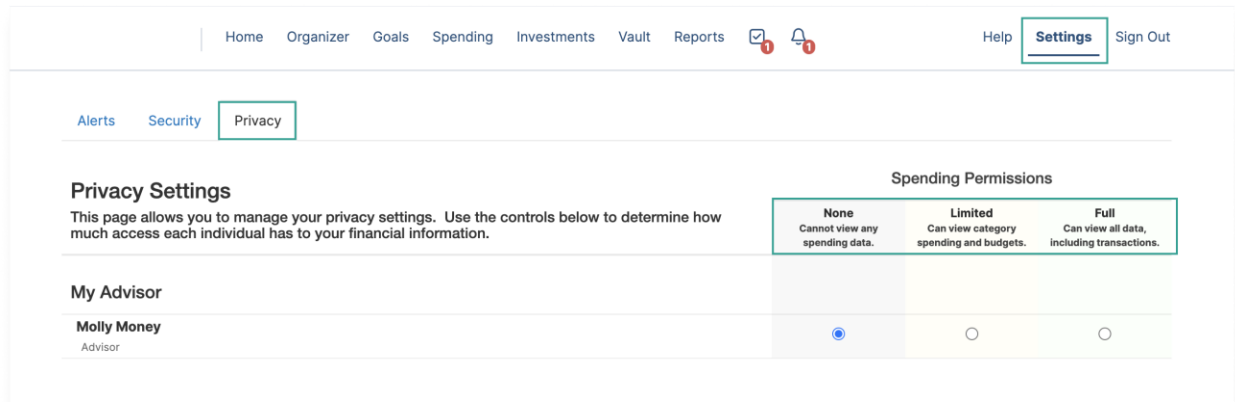 Home Organizer Goals Spending Investments Vault Reports 1 1 Help Settings Sign Out
Alerts Security Privacy
Privacy Settings
This page allows you to manage your privacy settings. Use the controls below to determine how
much access each individual has to your financial information.
Spending Permissions
None
Cannot view any
spending data.
Limited
Can view category
spending and budgets.
Full
Can view all data,
including transactions.
My Advisor
Molly Money
Advisor